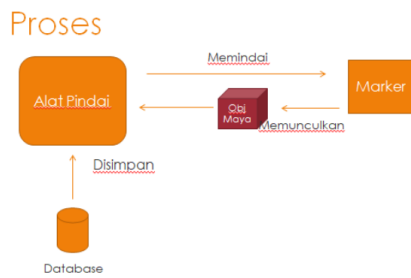 Proses
Memindai
Alat Pindai
Obj
Maya
Marker
Memunculkan
Disimpan
Database